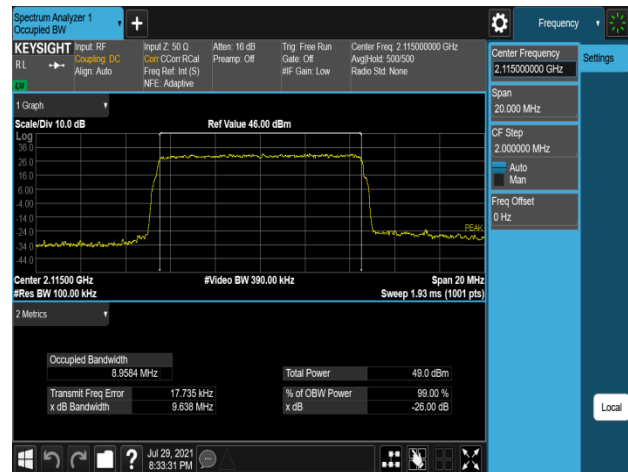 Spectrum Analyzer 1
Occupied BW
+
Frequency
KEYSIGHT
R L
LXI
Input: RF
Coupling: DC
Align: Auto
Input Z: 50 Ω
Corr CCorr RCal
Freq Ref: Int (S)
NFE: Adaptive
Atten: 16 dB
Preamp: Off
Trig: Free Run
Gate: Off
#IF Gain: Low
Center Freq: 2.115000000 GHz
Avg|Hold: 500/500
Radio Std: None
1 Graph
Scale/Div 10.0 dB
Ref Value 46.00 dBm
Log
36.0
26.0
16.0
6.00
-4.00
-14.0
-24.0
-34.0
-44.0
PEAK
Center 2.11500 GHz
#Video BW 390.00 kHz
Span 20 MHz
#Res BW 100.00 kHz
Sweep 1.93 ms (1001 pts)
2 Metrics
Occupied Bandwidth
8.9584 MHz
Total Power
49.0 dBm
Transmit Freq Error
17.735 kHz
% of OBW Power
99.00 %
x dB Bandwidth
9.638 MHz
x dB
-26.00 dB
?
Jul 29, 2021
8:33:31 PM
Center Frequency
2.115000000 GHz
Span
20.000 MHz
CF Step
2.000000 MHz
Auto
Man
Freq Offset
0 Hz
Settings
Local